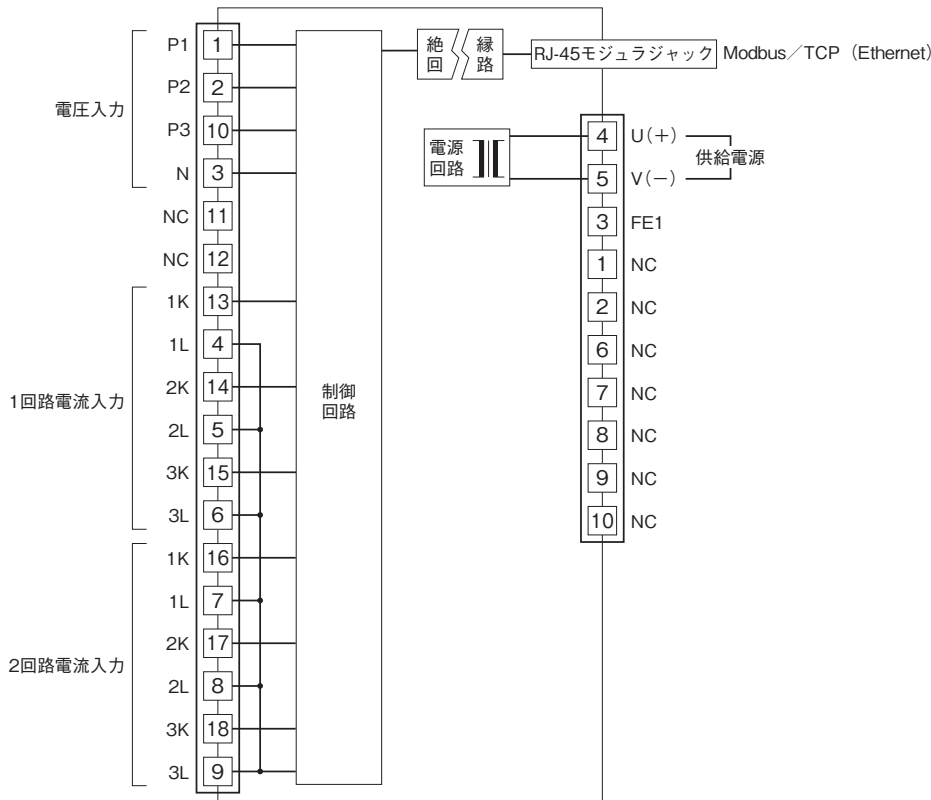 P1 1
P2 2
P3 10
N 3
電圧入力
NC 11
NC 12
1K 13
1L 4
2K 14
2L 5
3K 15
3L 6
1回路電流入力
1K 16
1L 7
2K 17
2L 8
3K 18
3L 9
2回路電流入力
制御
回路
絶 縁
回 路
RJ-45モジュラジャック Modbus／TCP（Ethernet）
電源
回路
4 U（＋）
5 V（－）
供給電源
3 FE1
1 NC
2 NC
6 NC
7 NC
8 NC
9 NC
10 NC